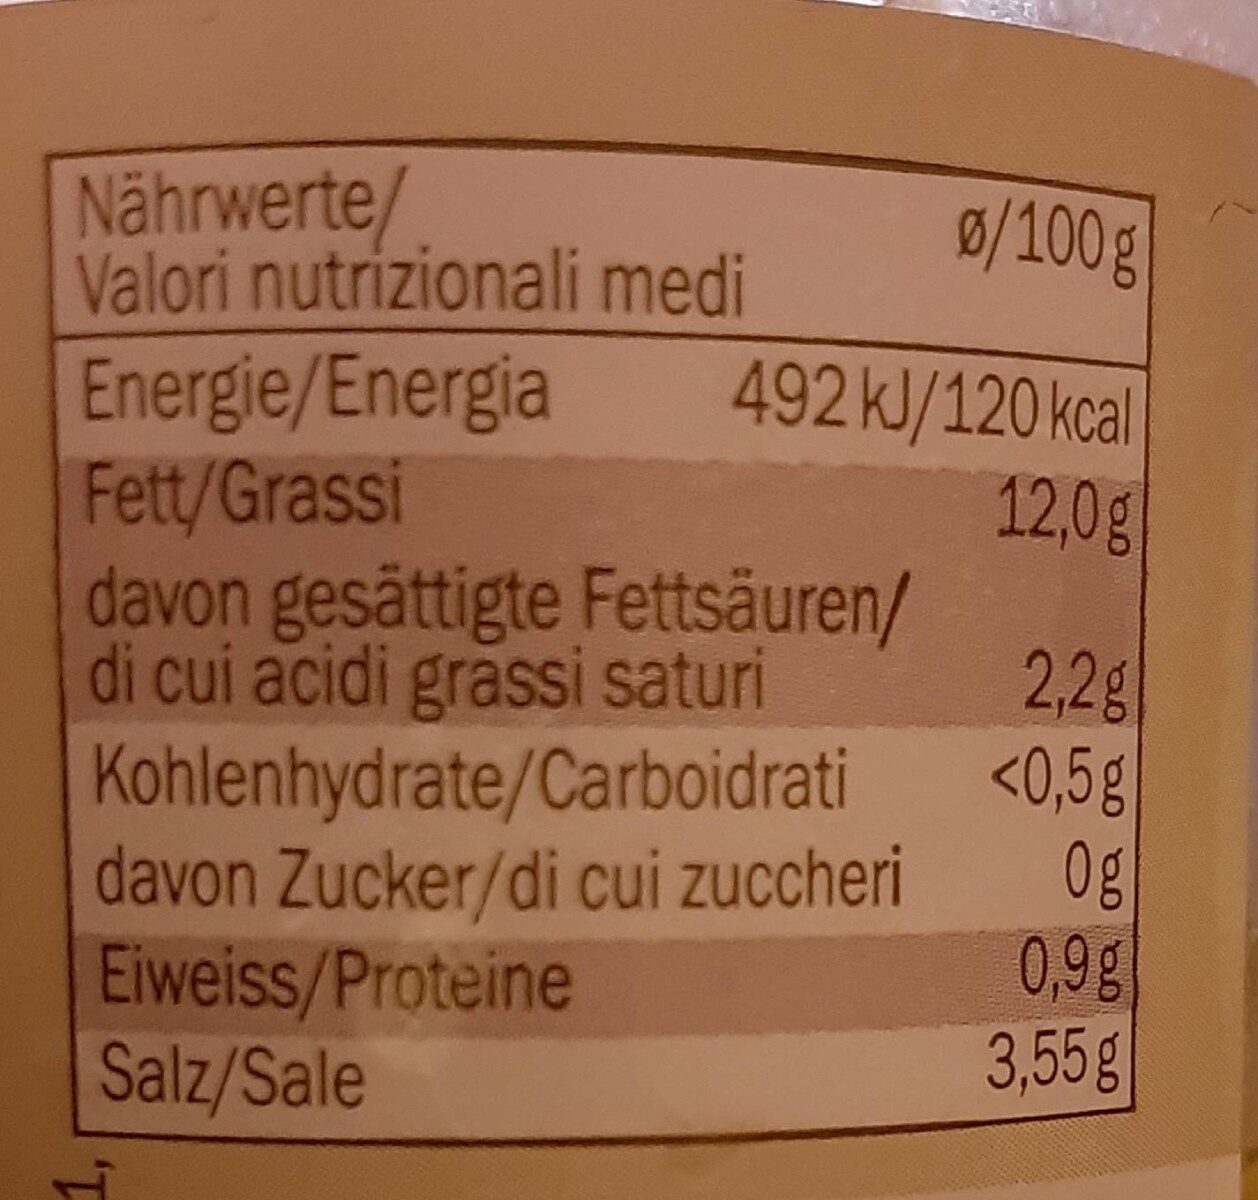 Nährwerte/
Valori nutrizionali medi ø/100g
Energie/Energia 492 kJ/120 kcal
Fett/Grassi 12,0g
davon gesättigte Fettsäuren/
di cui acidi grassi saturi 2,2g
Kohlenhydrate/Carboidrati <0,5g
davon Zucker/di cui zuccheri 0g
Eiweiss/Proteine 0,9g
Salz/Sale 3,55g
1,